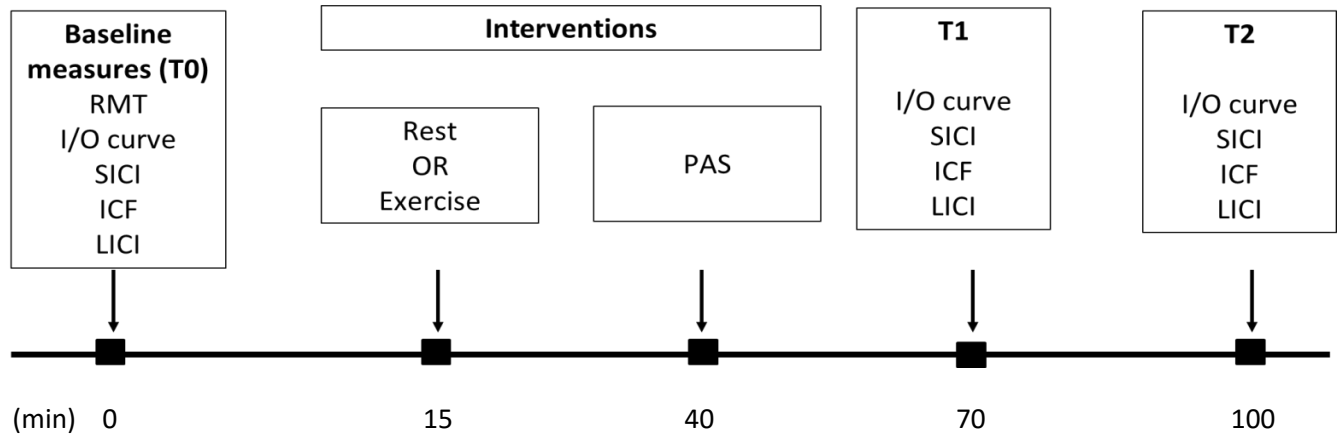 Baseline
measures (T0)
RMT
I/O curve
SICI
ICF
LICI
Interventions
Rest
OR
Exercise
PAS
T1
I/O curve
SICI
ICF
LICI
T2
I/O curve
SICI
ICF
LICI
(min) 0 15 40 70 100